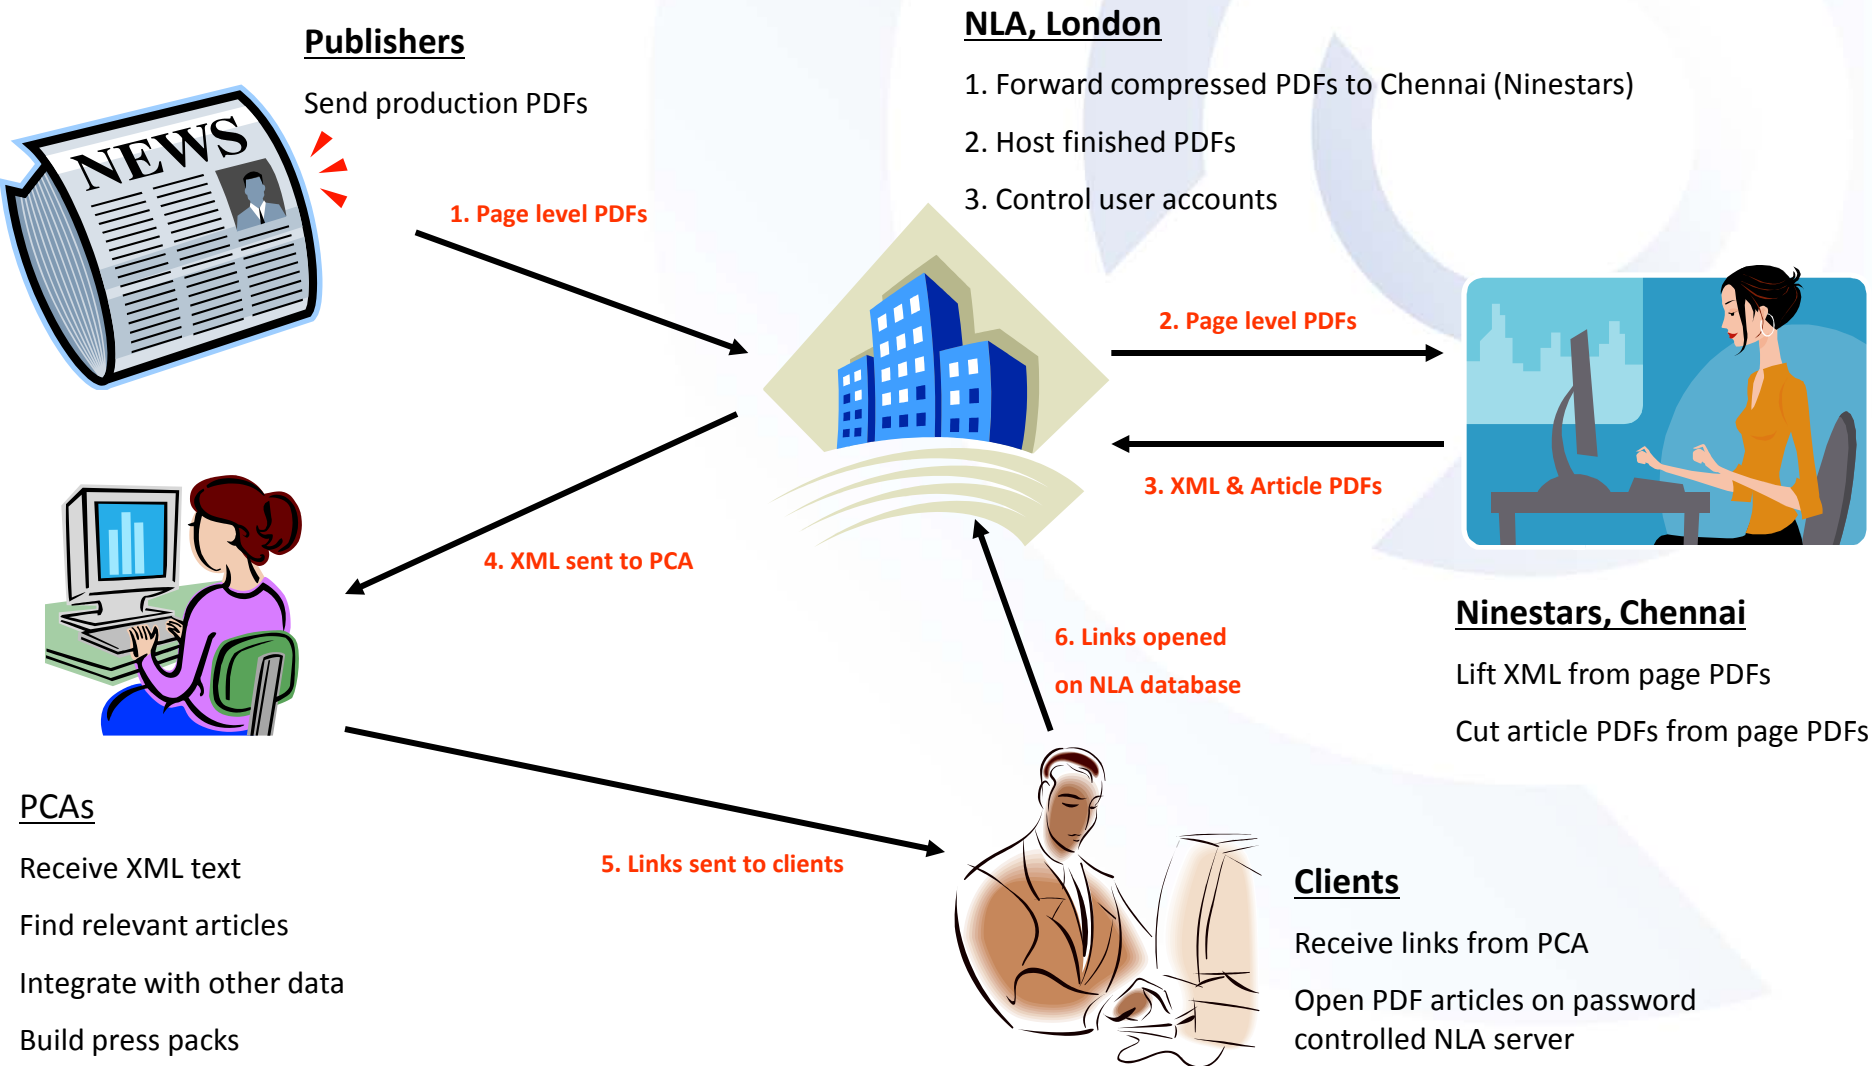 Publishers
Send production PDFs
NEWS
NLA, London
1. Forward compressed PDFs to Chennai (Ninestars)
2. Host finished PDFs
3. Control user accounts
1. Page level PDFs
2. Page level PDFs
3. XML & Article PDFs
4. XML sent to PCA
6. Links opened
on NLA database
Ninestars, Chennai
Lift XML from page PDFs
Cut article PDFs from page PDFs
PCAs
Receive XML text
Find relevant articles
Integrate with other data
Build press packs
5. Links sent to clients
Clients
Receive links from PCA
Open PDF articles on password
controlled NLA server